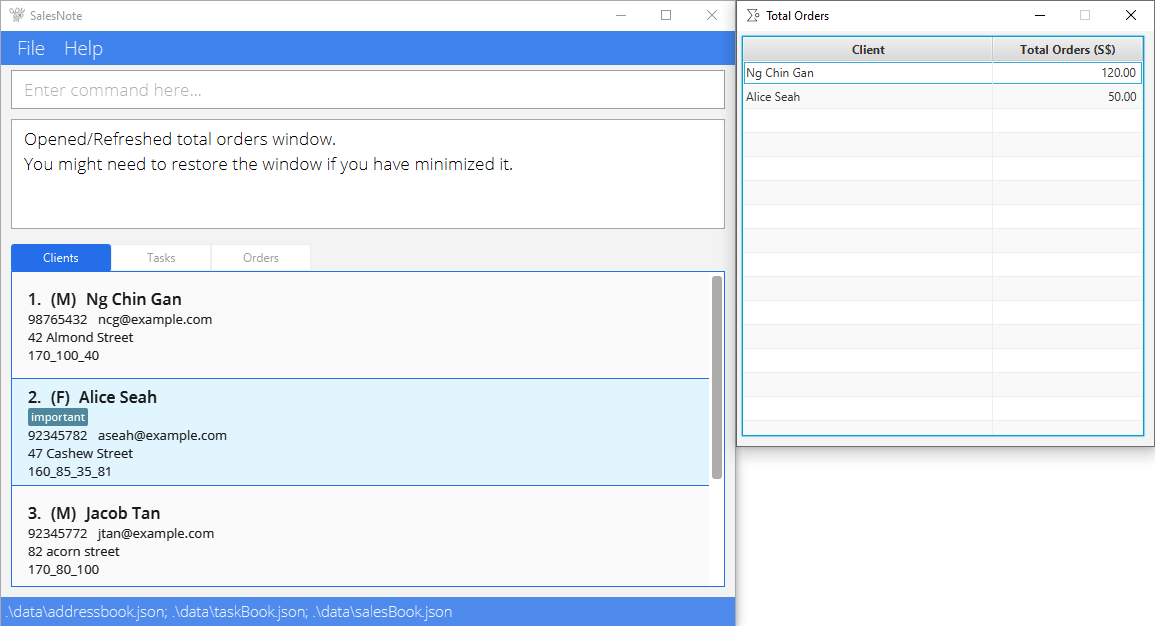 SalesNote
File Help
Enter command here...
Opened/Refreshed total orders window.
You might need to restore the window if you have minimized it.
Clients Tasks Orders
1. (M) Ng Chin Gan
98765432 ncg@example.com
42 Almond Street
170_100_40
2. (F) Alice Seah
important
92345782 aseah@example.com
47 Cashew Street
160_85_35_81
3. (M) Jacob Tan
92345772 jtan@example.com
82 acorn street
170_80_100
.\data\addressbook.json; .\data\taskBook.json; .\data\salesBook.json
Total Orders
Client Total Orders (S$)
Ng Chin Gan 120.00
Alice Seah 50.00